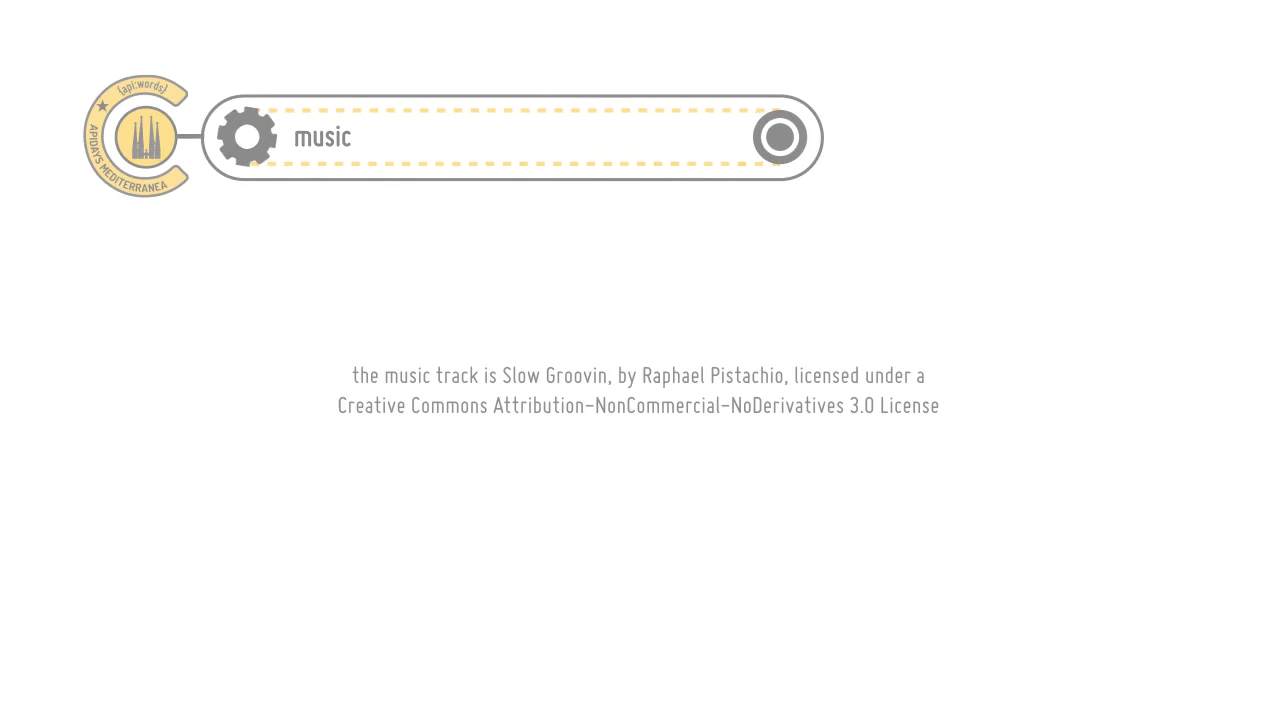 {api:words}
APIDAYS MEDITERRANEA
music
the music track is Slow Groovin, by Raphael Pistachio, licensed under a
Creative Commons Attribution-NonCommercial-NoDerivatives 3.0 License